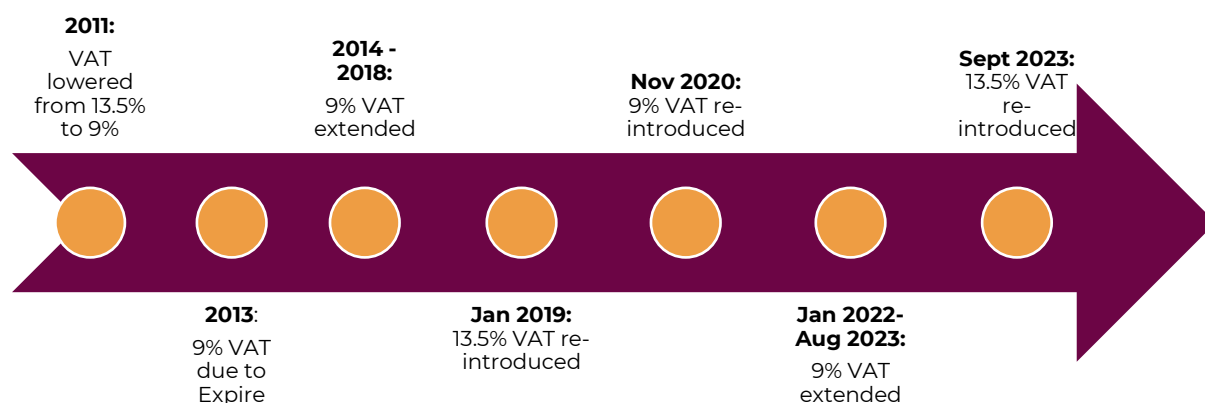 2011:
VAT
lowered
from 13.5%
to 9%
2013:
9% VAT
due to
Expire
2014 -
2018:
9% VAT
extended
Jan 2019:
13.5% VAT re-
introduced
Nov 2020:
9% VAT re-
introduced
Jan 2022-
Aug 2023:
9% VAT
extended
Sept 2023:
13.5% VAT
re-
introduced